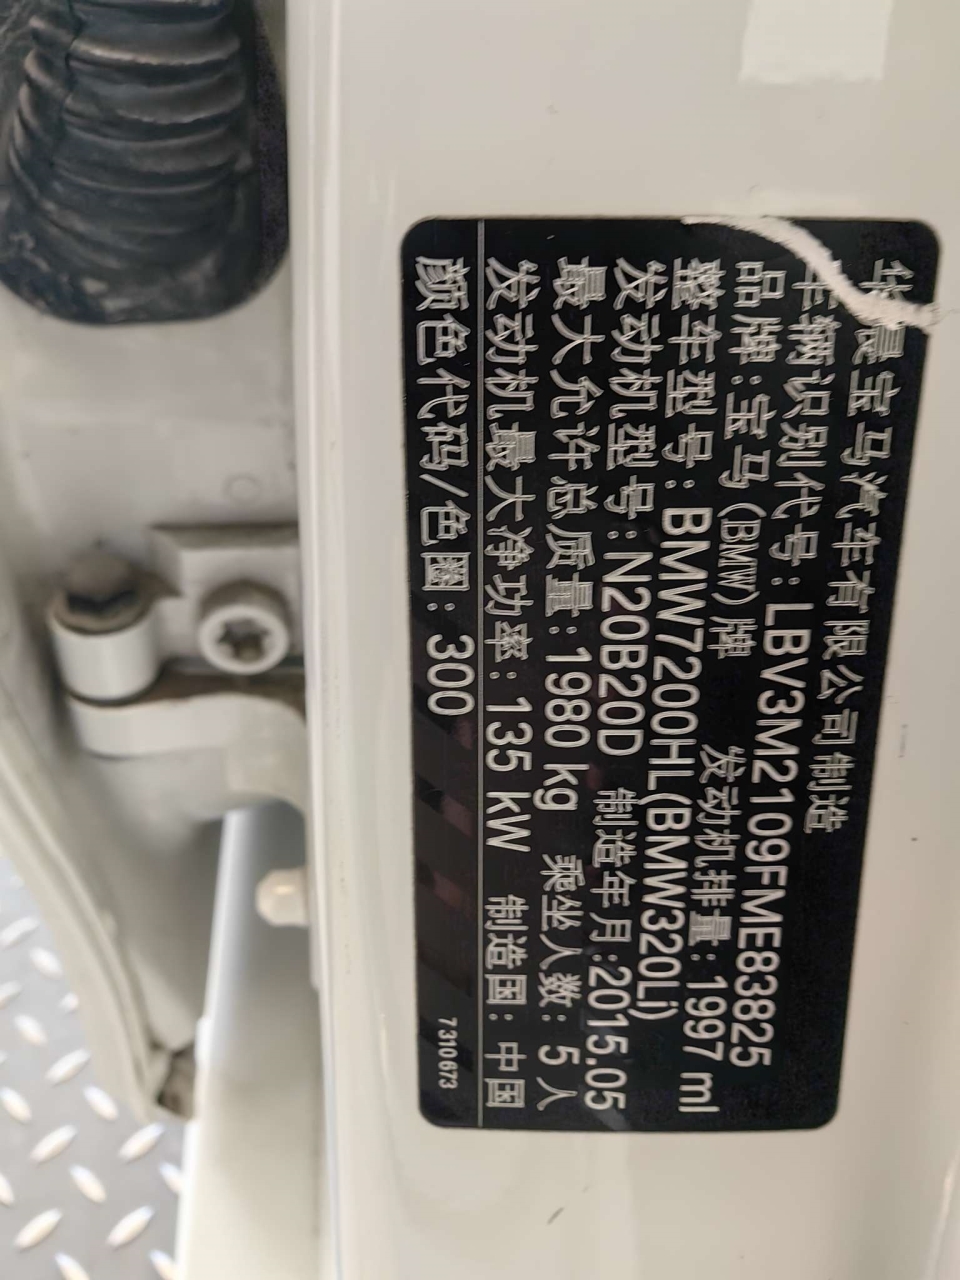 华晨宝马汽车有限公司制造
车辆识别代号:LBV3M2109FME83825
品牌:宝马(BMW)牌 发动机排量:1997 ml
整车型号:BMW7200HL(BMW320Li)
发动机型号:N20B20D 制造年月:2015.05
最大允许总质量:1980 kg 乘坐人数:5 人
发动机最大净功率:135 kW 制造国:中国
颜色代码/色圈:300 7310673